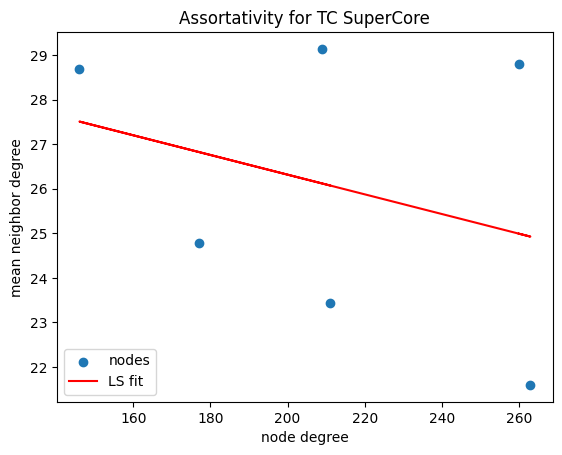 Assortativity for TC SuperCore
29
28
27
26
25
24
23
22
mean neighbor degree
nodes
LS fit
160
180
200
220
240
260
node degree